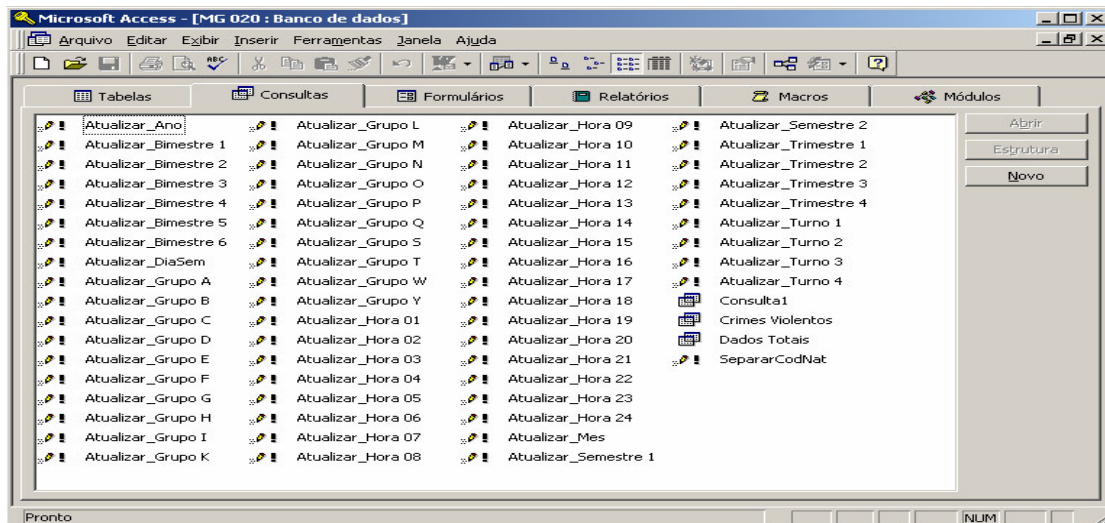 Microsoft Access - [MG 020 : Banco de dados]
Arquivo Editar Exibir Inserir Ferramentas Janela Ajuda
Tabelas Consultas Formulários Relatórios Macros Módulos
Atualizar_Ano Atualizar_Grupo L Atualizar_Hora 09 Atualizar_Semestre 2 Abrir
Atualizar_Bimestre 1 Atualizar_Grupo M Atualizar_Hora 10 Atualizar_Trimestre 1 Estrutura
Atualizar_Bimestre 2 Atualizar_Grupo N Atualizar_Hora 11 Atualizar_Trimestre 2 Novo
Atualizar_Bimestre 3 Atualizar_Grupo O Atualizar_Hora 12 Atualizar_Trimestre 3
Atualizar_Bimestre 4 Atualizar_Grupo P Atualizar_Hora 13 Atualizar_Trimestre 4
Atualizar_Bimestre 5 Atualizar_Grupo Q Atualizar_Hora 14 Atualizar_Turno 1
Atualizar_Bimestre 6 Atualizar_Grupo S Atualizar_Hora 15 Atualizar_Turno 2
Atualizar_DiaSem Atualizar_Grupo T Atualizar_Hora 16 Atualizar_Turno 3
Atualizar_Grupo A Atualizar_Grupo W Atualizar_Hora 17 Atualizar_Turno 4
Atualizar_Grupo B Atualizar_Grupo Y Atualizar_Hora 18 Consulta1
Atualizar_Grupo C Atualizar_Hora 01 Atualizar_Hora 19 Crimes Violentos
Atualizar_Grupo D Atualizar_Hora 02 Atualizar_Hora 20 Dados Totais
Atualizar_Grupo E Atualizar_Hora 03 Atualizar_Hora 21 SepararCodNat
Atualizar_Grupo F Atualizar_Hora 04 Atualizar_Hora 22
Atualizar_Grupo G Atualizar_Hora 05 Atualizar_Hora 23
Atualizar_Grupo H Atualizar_Hora 06 Atualizar_Hora 24
Atualizar_Grupo I Atualizar_Hora 07 Atualizar_Mes
Atualizar_Grupo K Atualizar_Hora 08 Atualizar_Semestre 1
Pronto NUM